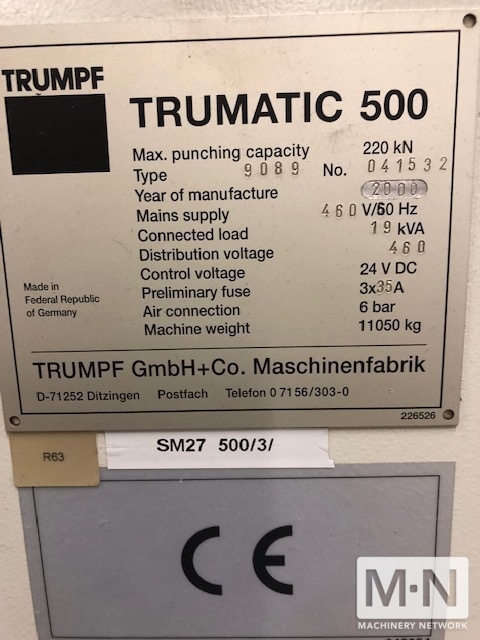 TRUMPF
TRUMATIC 500
Max. punching capacity 220 kN
Type 9089 No. 041532
Year of manufacture 2000
Mains supply 460 V/60 Hz
Connected load 19 kVA
Distribution voltage 460
Control voltage 24 V DC
Preliminary fuse 3x35A
Air connection 6 bar
Machine weight 11050 kg
Made in
Federal Republic
of Germany
TRUMPF GmbH+Co. Maschinenfabrik
D-71252 Ditzingen Postfach Telefon 0 7156/303-0
226526
R63
SM27 500/3/
CE
M-N
MACHINERY NETWORK